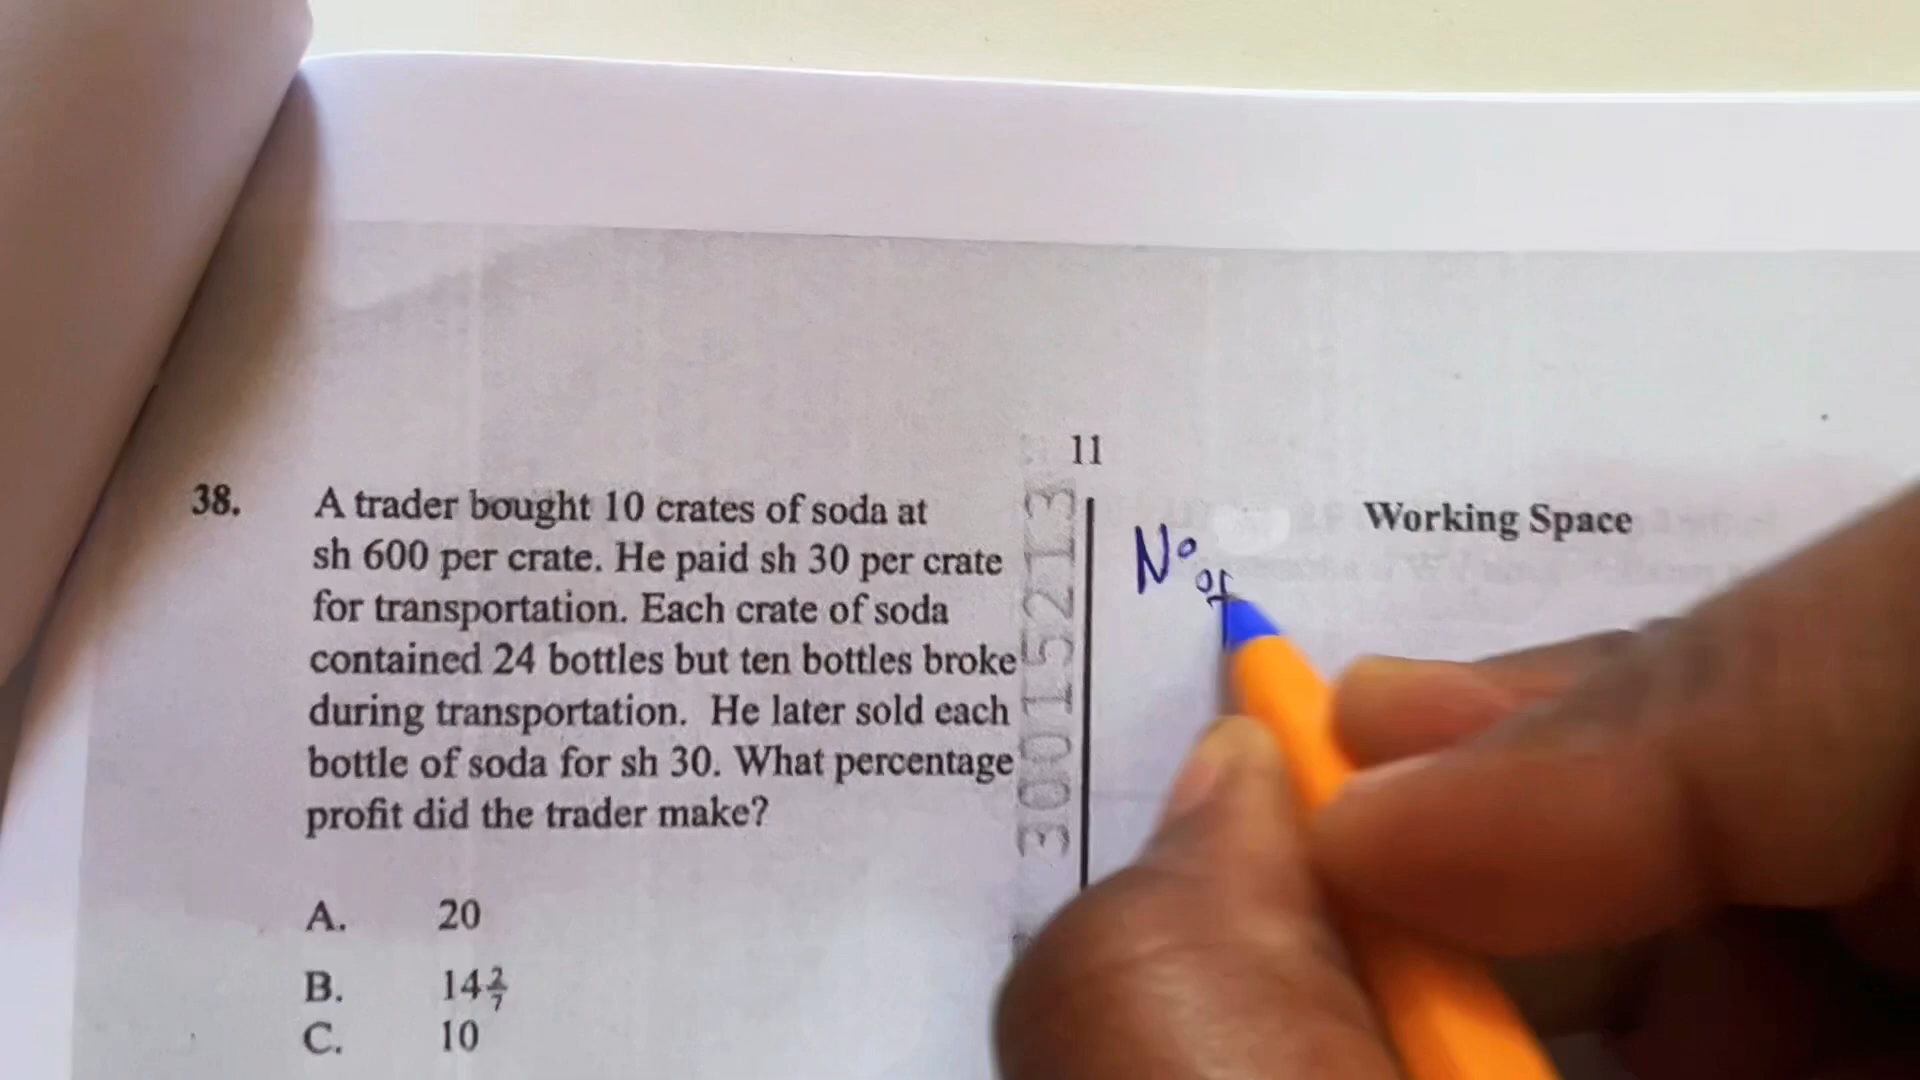 11
38. A trader bought 10 crates of soda at
sh 600 per crate. He paid sh 30 per crate
for transportation. Each crate of soda
contained 24 bottles but ten bottles broke
during transportation. He later sold each
bottle of soda for sh 30. What percentage
profit did the trader make?
A. 20
B. 14 2/7
C. 10
30015213
Working Space
No of